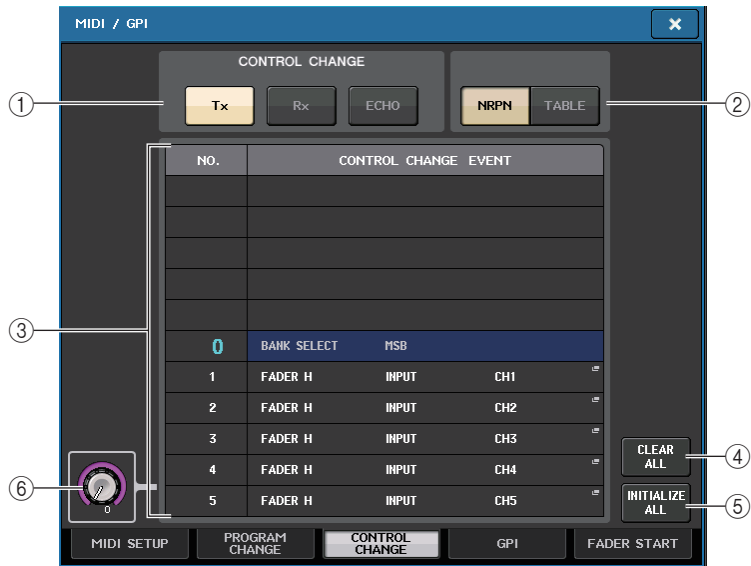 MIDI / GPI
×
CONTROL CHANGE
Tx Rx ECHO NRPN TABLE
① ②
NO. CONTROL CHANGE EVENT
③
0 BANK SELECT MSB
1 FADER H INPUT CH1
2 FADER H INPUT CH2
3 FADER H INPUT CH3
4 FADER H INPUT CH4
5 FADER H INPUT CH5
CLEAR
ALL
④
INITIALIZE
ALL
⑤
⑥
0
MIDI SETUP
PROGRAM
CHANGE
CONTROL
CHANGE
GPI
FADER START